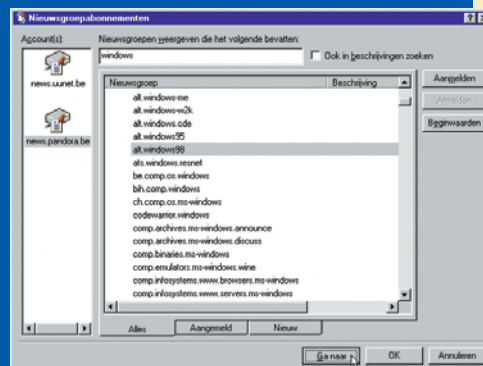 Nieuwsgroepabonnementen
Account(s):
news.uunet.be
news.pandora.be
Nieuwsgroepen weergeven die het volgende bevatten:
windows
Ook in beschrijvingen zoeken
Nieuwsgroep Beschrijving
alt.windows-me
alt.windows-w2k
alt.windows.cde
alt.windows95
alt.windows98
als.windows.resnet
be.comp.os.windows
bih.comp.windows
ch.comp.os.ms-windows
codewarrior.windows
comp.archives.ms-windows.announce
comp.archives.ms-windows.discuss
comp.binaries.ms-windows
comp.emulators.ms-windows.wine
comp.infosystems.www.browsers.ms-windows
comp.infosystems.www.servers.ms-windows
Alles Aangemeld Nieuw
Aanmelden
Afmelden
Beginwaarden
Ga naar OK Annuleren